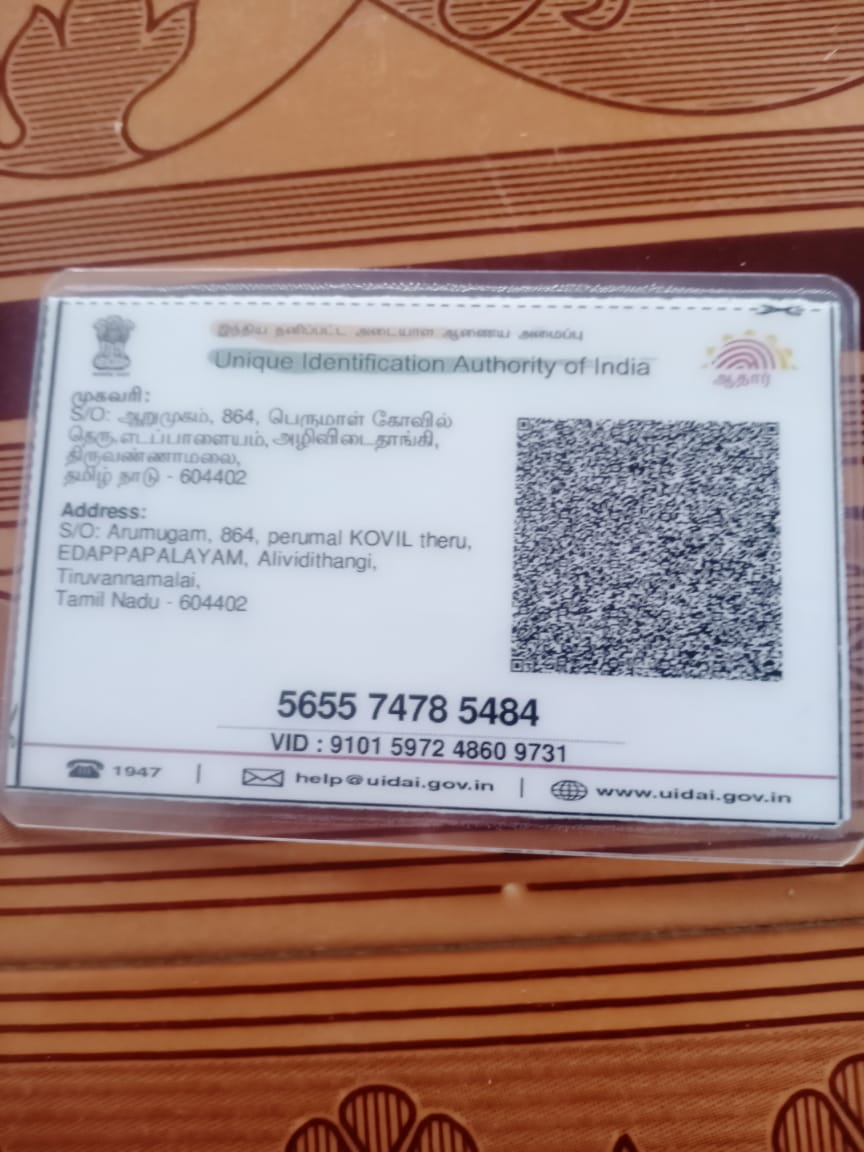 இந்திய தனிப்பட்ட அடையாள ஆணைய அமைப்பு
Unique Identification Authority of India
ஆதார்
முகவரி:
S/O: ஆறுமுகம், 864, பெருமாள் கோவில்
தெரு, எடப்பாளையம், அழிவிடைதாங்கி,
திருவண்ணாமலை,
தமிழ் நாடு - 604402
Address:
S/O: Arumugam, 864, perumal KOVIL theru,
EDAPPAPALAYAM, Alividithangi,
Tiruvannamalai,
Tamil Nadu - 604402
5655 7478 5484
VID : 9101 5972 4860 9731
1947 | help@uidai.gov.in | www.uidai.gov.in